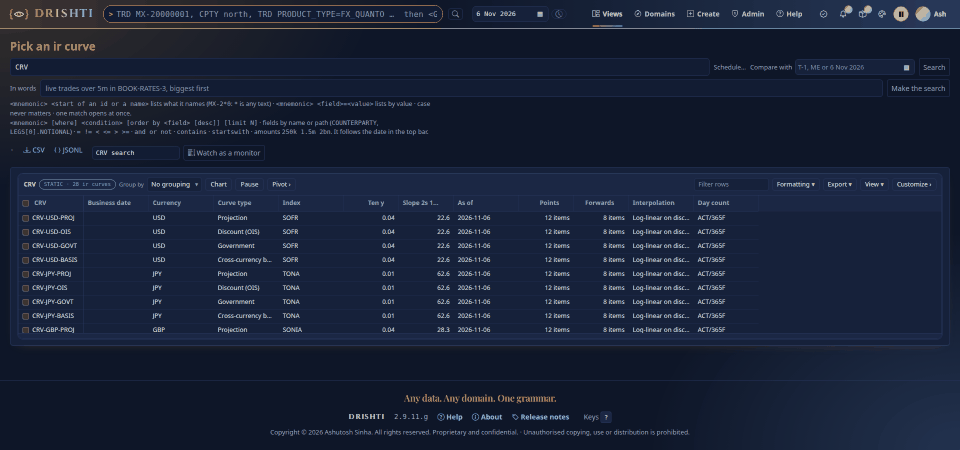 DRISHTI > TRD MX-20000001, CPTY north, TRD PRODUCT_TYPE=FX_QUANTO … then <G 6 Nov 2026 Views Domains Create Admin Help Ash
Pick an ir curve
CRV Schedule... Compare with T-1, ME or 6 Nov 2026 Search
In words live trades over 5m in BOOK-RATES-3, biggest first Make the search
<mnemonic> <start of an id or a name> lists what it names (MX-2*0: * is any text) · <mnemonic> <field>=<value> lists by value · case
never matters · one match opens at once.
<mnemonic> [where] <condition> [order by <field> [desc]] [limit N] · fields by name or path (COUNTERPARTY,
LEGS[0].NOTIONAL) · = != < <= > >= · and or not · contains · startswith · amounts 250k 1.5m 2bn. It follows the date in the top bar.
CSV JSONL CRV search Watch as a monitor
CRV STATIC · 28 ir curves Group by No grouping Chart Pause Pivot › Filter rows Formatting ▾ Export ▾ View ▾ Customize ›
CRV Business date Currency Curve type Index Ten y Slope 2s 1... As of Points Forwards Interpolation Day count
CRV-USD-PROJ USD Projection SOFR 0.04 22.6 2026-11-06 12 items 8 items Log-linear on disc... ACT/365F
CRV-USD-OIS USD Discount (OIS) SOFR 0.04 22.6 2026-11-06 12 items 8 items Log-linear on disc... ACT/365F
CRV-USD-GOVT USD Government SOFR 0.04 22.6 2026-11-06 12 items 8 items Log-linear on disc... ACT/365F
CRV-USD-BASIS USD Cross-currency b... SOFR 0.04 22.6 2026-11-06 12 items 8 items Log-linear on disc... ACT/365F
CRV-JPY-PROJ JPY Projection TONA 0.01 62.6 2026-11-06 12 items 8 items Log-linear on disc... ACT/365F
CRV-JPY-OIS JPY Discount (OIS) TONA 0.01 62.6 2026-11-06 12 items 8 items Log-linear on disc... ACT/365F
CRV-JPY-GOVT JPY Government TONA 0.01 62.6 2026-11-06 12 items 8 items Log-linear on disc... ACT/365F
CRV-JPY-BASIS JPY Cross-currency b... TONA 0.01 62.6 2026-11-06 12 items 8 items Log-linear on disc... ACT/365F
CRV-GBP-PROJ GBP Projection SONIA 0.04 28.3 2026-11-06 12 items 8 items Log-linear on disc... ACT/365F
Any data. Any domain. One grammar.
DRISHTI 2.9.11.g Help About Release notes Keys ?
Copyright © 2026 Ashutosh Sinha. All rights reserved. Proprietary and confidential. · Unauthorised copying, use or distribution is prohibited.